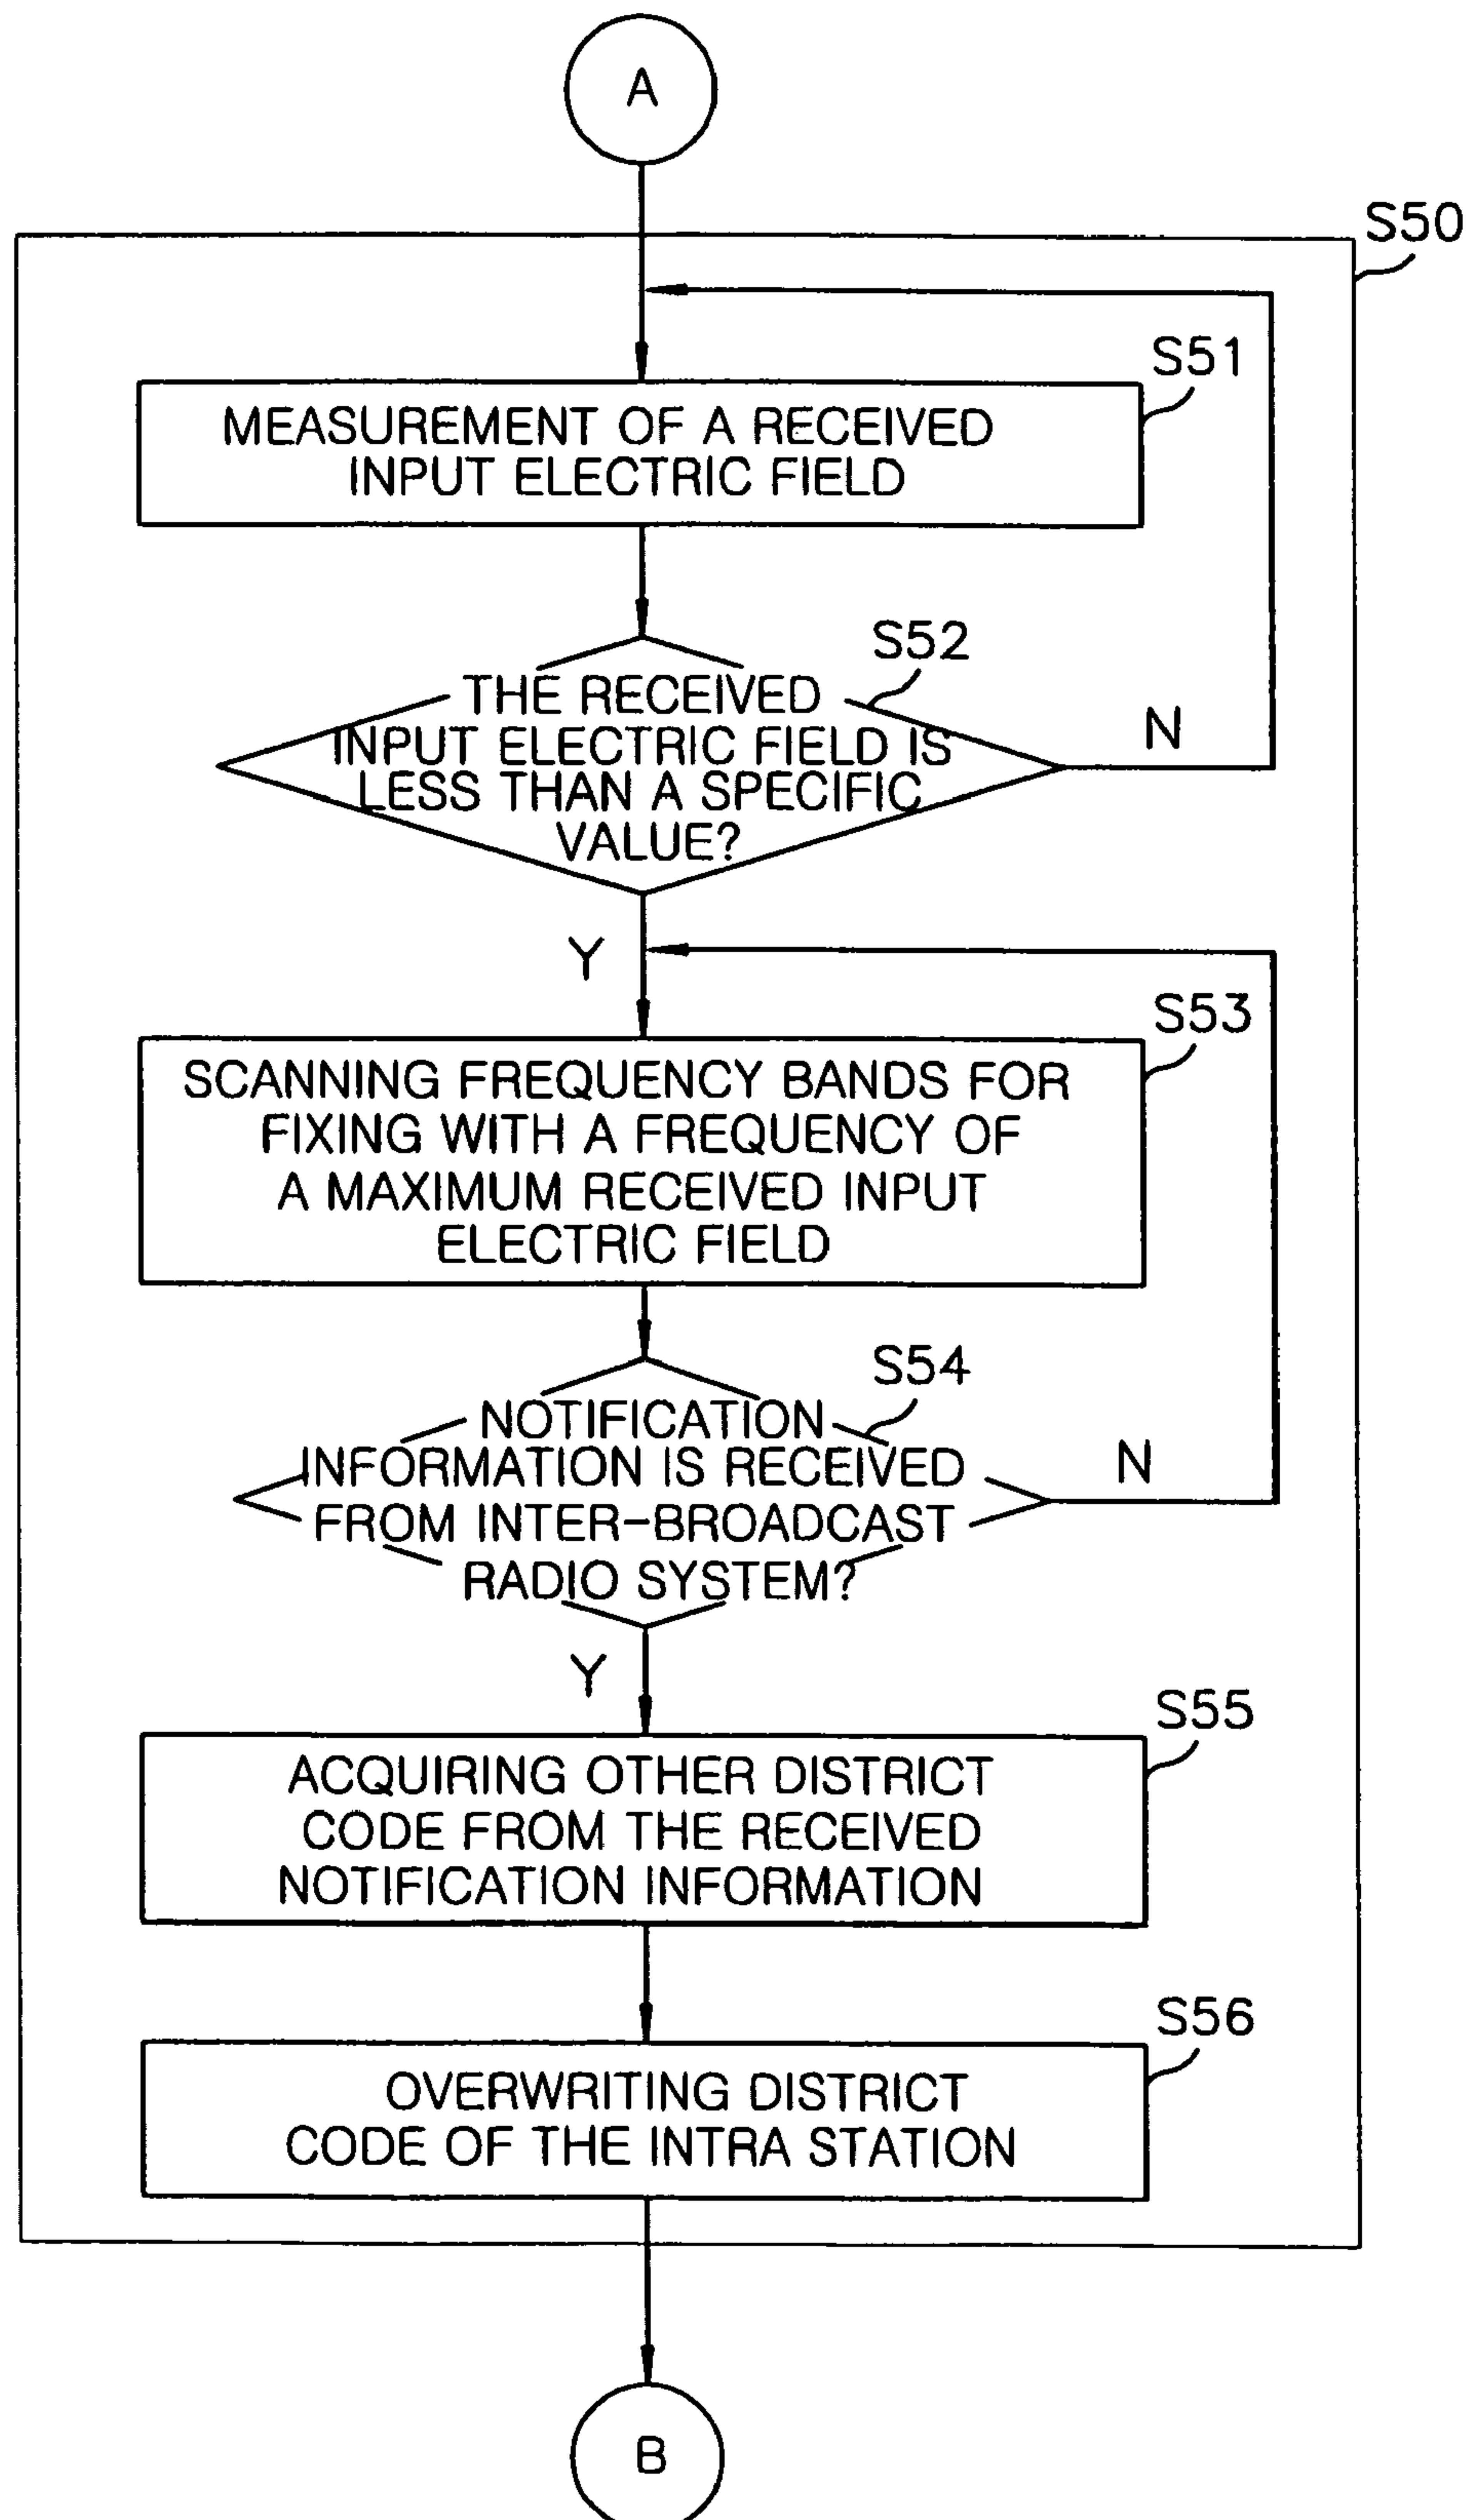 A
S50
S51
MEASUREMENT OF A RECEIVED
INPUT ELECTRIC FIELD
S52
THE RECEIVED
INPUT ELECTRIC FIELD IS
LESS THAN A SPECIFIC
VALUE?
N
Y
S53
SCANNING FREQUENCY BANDS FOR
FIXING WITH A FREQUENCY OF
A MAXIMUM RECEIVED INPUT
ELECTRIC FIELD
S54
NOTIFICATION
INFORMATION IS RECEIVED
FROM INTER-BROADCAST
RADIO SYSTEM?
N
Y
S55
ACQUIRING OTHER DISTRICT
CODE FROM THE RECEIVED
NOTIFICATION INFORMATION
S56
OVERWRITING DISTRICT
CODE OF THE INTRA STATION
B